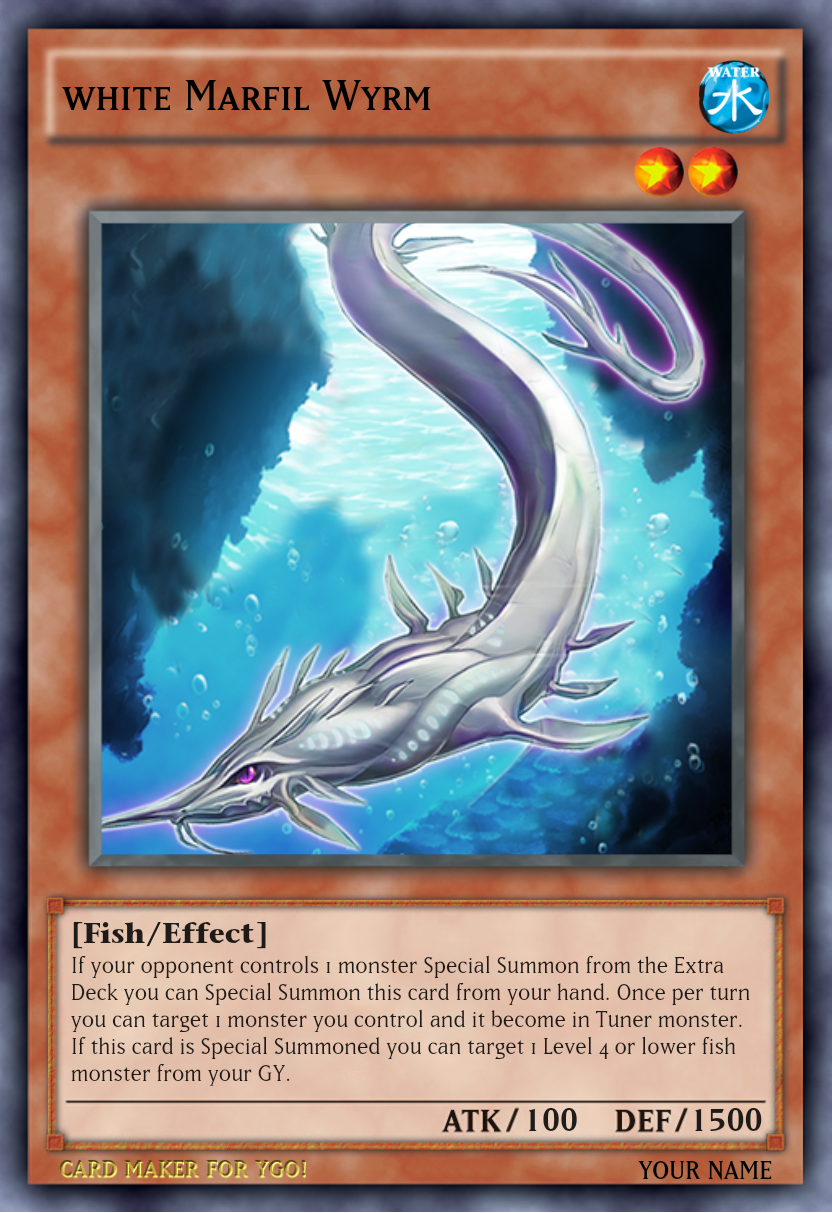 white Marfil Wyrm
WATER
水
[Fish/Effect]
If your opponent controls 1 monster Special Summon from the Extra
Deck you can Special Summon this card from your hand. Once per turn
you can target 1 monster you control and it become in Tuner monster.
If this card is Special Summoned you can target 1 Level 4 or lower fish
monster from your GY.
ATK/100 DEF/1500
CARD MAKER FOR YGO! YOUR NAME